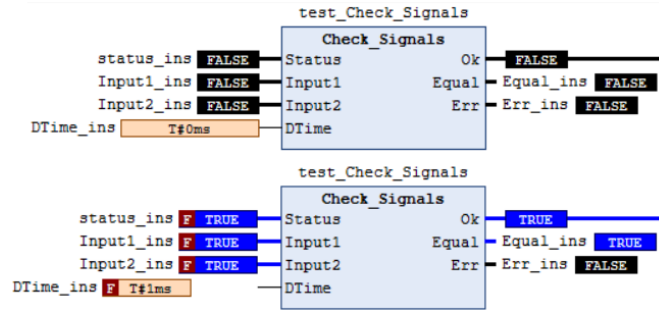 test_Check_Signals
Check_Signals
status_ins FALSE Status Ok FALSE
Input1_ins FALSE Input1 Equal Equal_ins FALSE
Input2_ins FALSE Input2 Err Err_ins FALSE
DTime_ins T#0ms DTime
test_Check_Signals
Check_Signals
status_ins F TRUE Status Ok TRUE
Input1_ins F TRUE Input1 Equal Equal_ins TRUE
Input2_ins F TRUE Input2 Err Err_ins FALSE
DTime_ins F T#1ms DTime